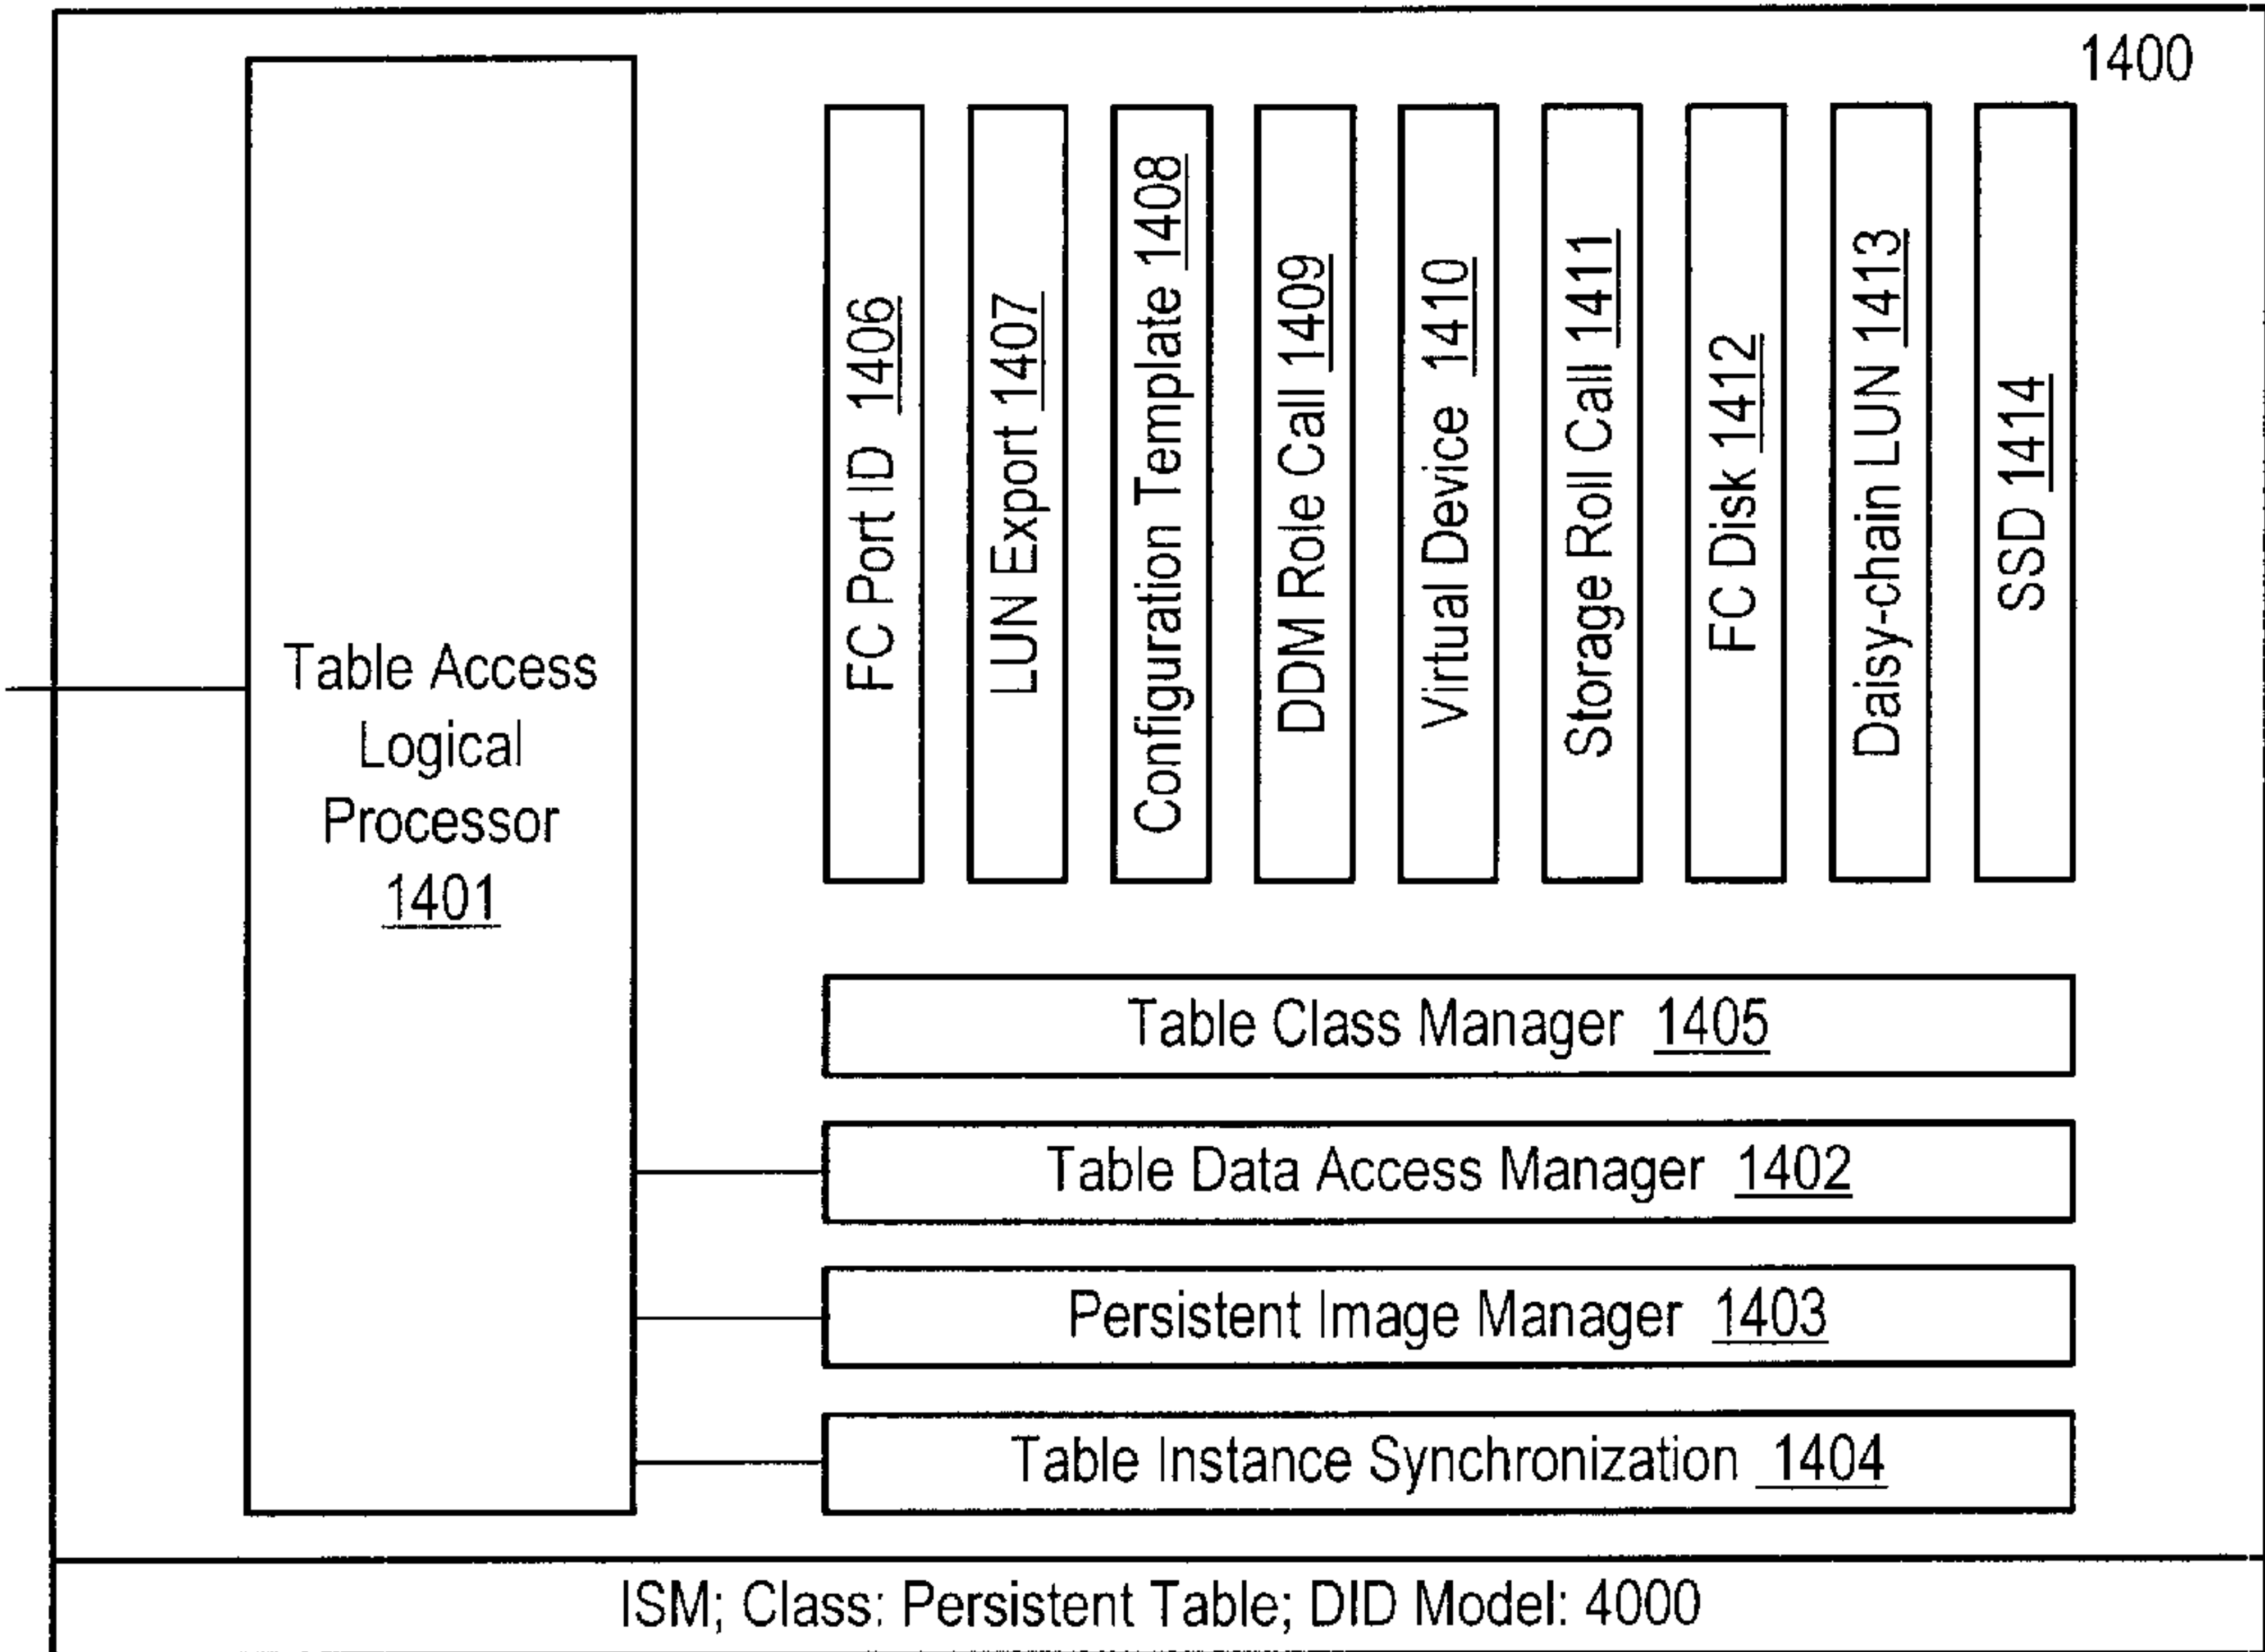 1400
Table Access
Logical
Processor
1401
FC Port ID 1406
LUN Export 1407
Configuration Template 1408
DDM Role Call 1409
Virtual Device 1410
Storage Roll Call 1411
FC Disk 1412
Daisy-chain LUN 1413
SSD 1414
Table Class Manager 1405
Table Data Access Manager 1402
Persistent Image Manager 1403
Table Instance Synchronization 1404
ISM; Class: Persistent Table; DID Model: 4000